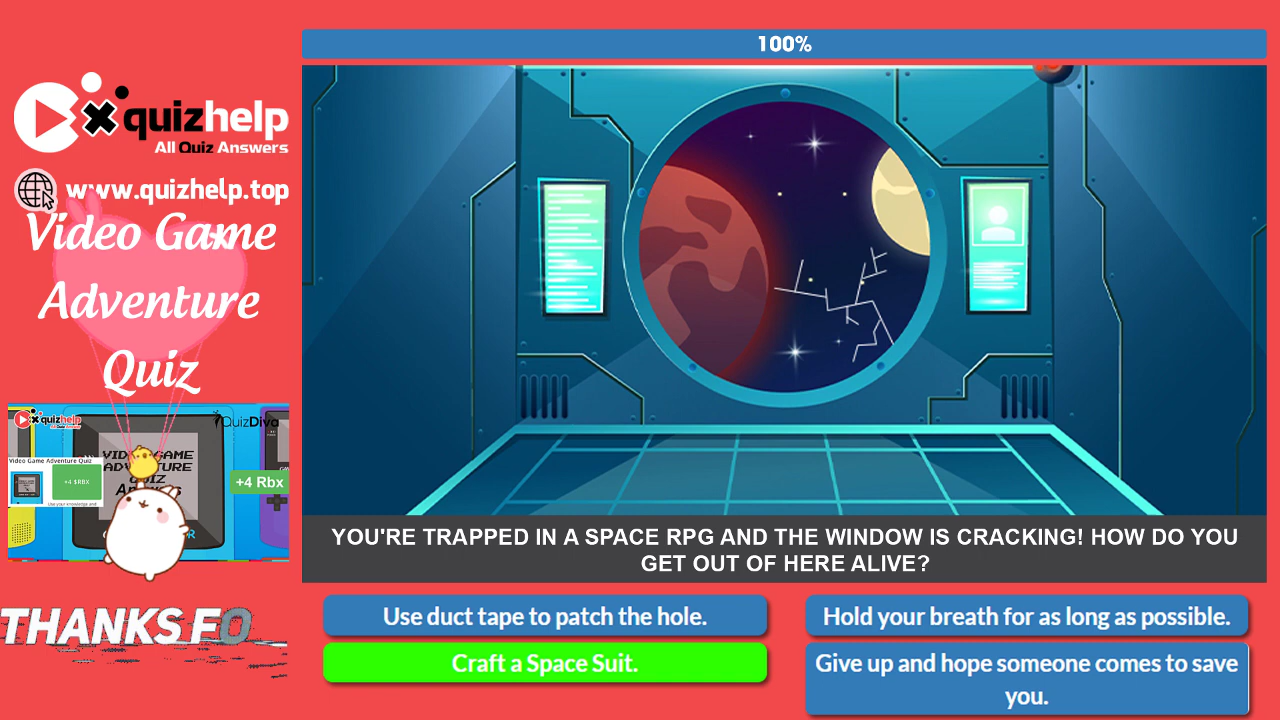 100%
quizhelp
All Quiz Answers
www.quizhelp.top
Video Game
Adventure
Quiz
quizhelp
QuizDiva
VIDEO GAME
Video Game Adventure Quiz
+4 $RBX
+4 Rbx
THANKS FO
YOU'RE TRAPPED IN A SPACE RPG AND THE WINDOW IS CRACKING! HOW DO YOU
GET OUT OF HERE ALIVE?
Use duct tape to patch the hole.
Hold your breath for as long as possible.
Craft a Space Suit.
Give up and hope someone comes to save
you.